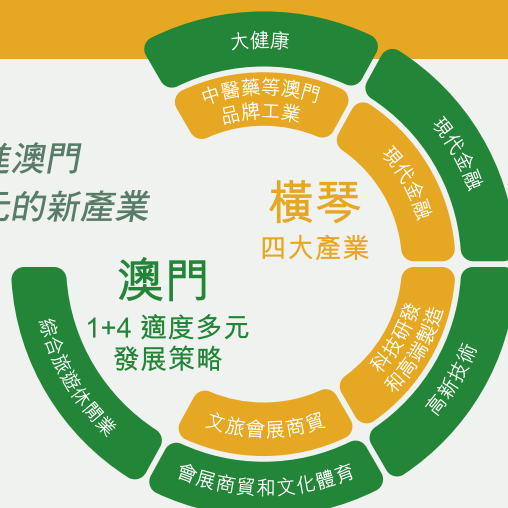 大健康
中醫藥等澳門
品牌工業
現代金融
現代金融
進澳門
元的新產業
橫琴
四大產業
澳門
1+4 適度多元
發展策略
科技研發
和高端製造
高新技術
綜合旅遊休閒業
文旅會展商貿
會展商貿和文化體育